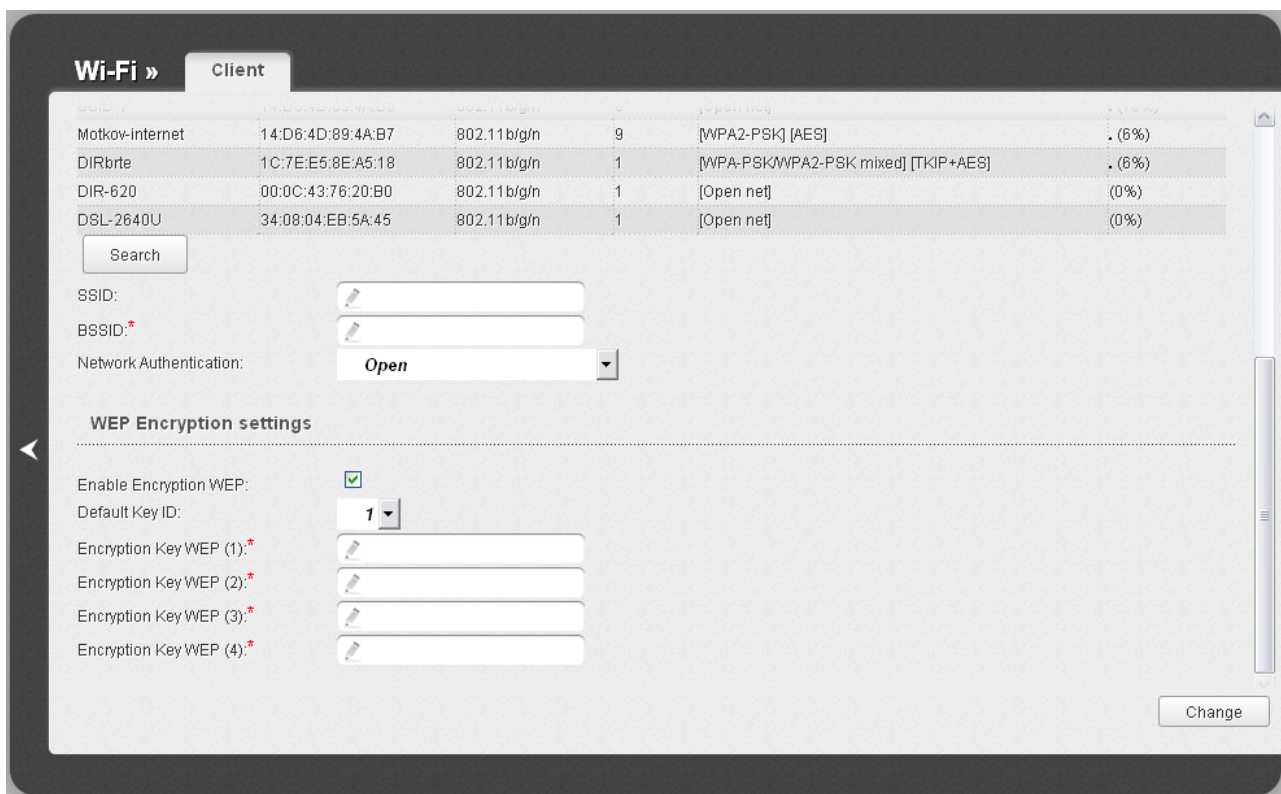 Wi-Fi » Client
Motkov-internet 14:D6:4D:89:4A:B7 802.11b/g/n 9 [WPA2-PSK] [AES] . (6%)
DIRbrte 1C:7E:E5:8E:A5:18 802.11b/g/n 1 [WPA-PSK/WPA2-PSK mixed] [TKIP+AES] . (6%)
DIR-620 00:0C:43:76:20:B0 802.11b/g/n 1 [Open net] (0%)
DSL-2640U 34:08:04:EB:5A:45 802.11b/g/n 1 [Open net] (0%)
Search
SSID:
BSSID:*
Network Authentication: Open
WEP Encryption settings
Enable Encryption WEP:
Default Key ID: 1
Encryption Key WEP (1):*
Encryption Key WEP (2):*
Encryption Key WEP (3):*
Encryption Key WEP (4):*
Change